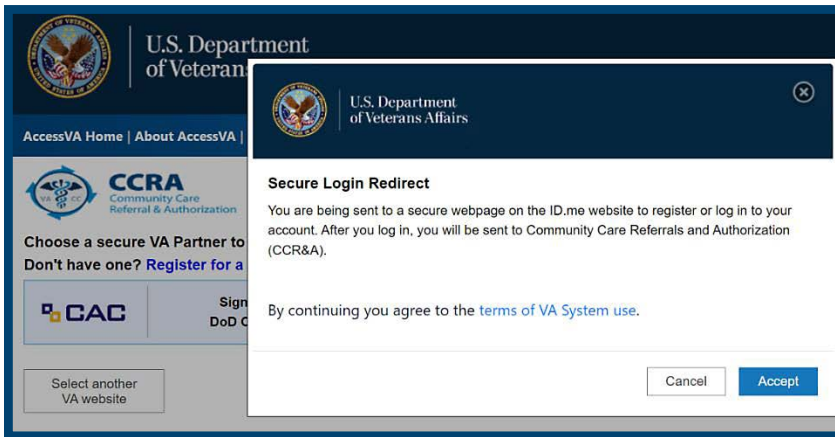 U.S. Department
of Veteran
AccessVA Home | About AccessVA |
CCRA
Community Care
Referral & Authorization
Choose a secure VA Partner to
Don't have one? Register for a
CAC
Sign
DoD C
Select another
VA website
U.S. Department
of Veterans Affairs
Secure Login Redirect
You are being sent to a secure webpage on the ID.me website to register or log in to your
account. After you log in, you will be sent to Community Care Referrals and Authorization
(CCR&A).
By continuing you agree to the terms of VA System use.
Cancel
Accept